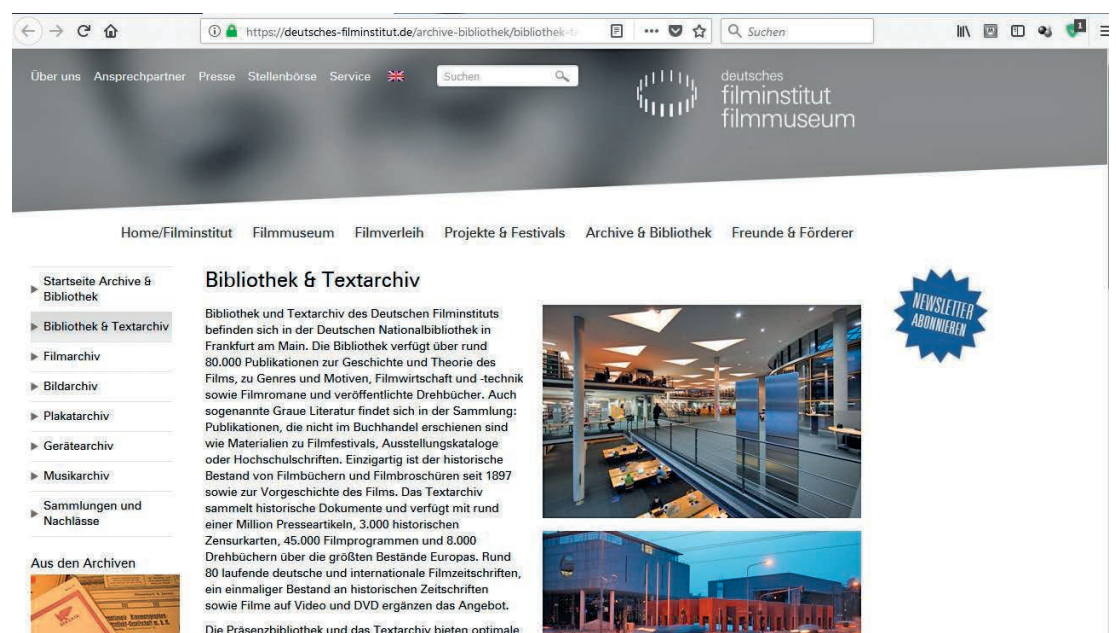 https://deutsches-filminstitut.de/archive-bibliothek/bibliothek-
Suchen
1
Über uns Ansprechpartner Presse Stellenbörse Service
Suchen
deutsches
filminstitut
filmmuseum
Home/Filminstitut Filmmuseum Filmverleih Projekte & Festivals Archive & Bibliothek Freunde & Förderer
Startseite Archive &
Bibliothek
Bibliothek & Textarchiv
Filmarchiv
Bildarchiv
Plakatarchiv
Gerätearchiv
Musikarchiv
Sammlungen und
Nachlässe
Aus den Archiven
Bibliothek & Textarchiv
Bibliothek und Textarchiv des Deutschen Filminstituts
befinden sich in der Deutschen Nationalbibliothek in
Frankfurt am Main. Die Bibliothek verfügt über rund
80.000 Publikationen zur Geschichte und Theorie des
Films, zu Genres und Motiven, Filmwirtschaft und -technik
sowie Filmromane und veröffentlichte Drehbücher. Auch
sogenannte Graue Literatur findet sich in der Sammlung:
Publikationen, die nicht im Buchhandel erschienen sind
wie Materialien zu Filmfestivals, Ausstellungskataloge
oder Hochschulschriften. Einzigartig ist der historische
Bestand von Filmbüchern und Filmbroschüren seit 1897
sowie zur Vorgeschichte des Films. Das Textarchiv
sammelt historische Dokumente und verfügt mit rund
einer Million Presseartikeln, 3.000 historischen
Zensurkarten, 45.000 Filmprogrammen und 8.000
Drehbüchern über die größten Bestände Europas. Rund
80 laufende deutsche und internationale Filmzeitschriften,
ein einmaliger Bestand an historischen Zeitschriften
sowie Filme auf Video und DVD ergänzen das Angebot.
Die Präsenzbibliothek und das Textarchiv bieten optimale
NEWSLETTER
ABONNIEREN